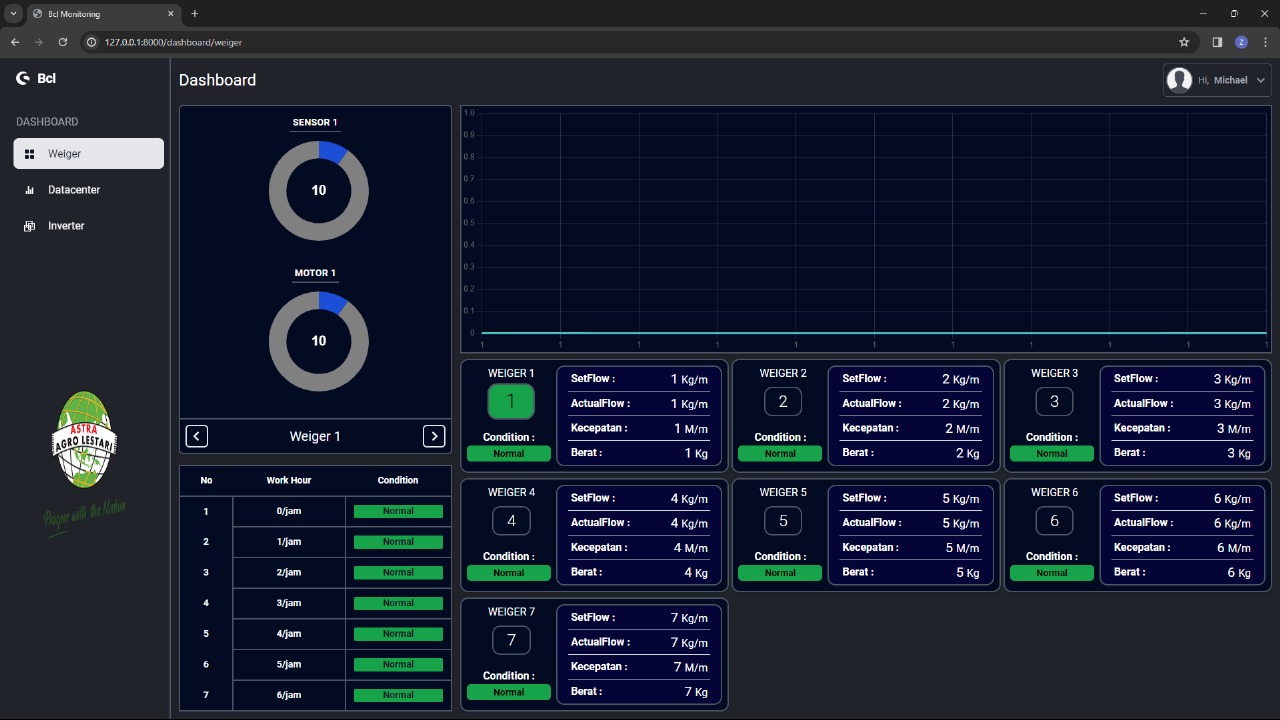 Bcl Monitoring
127.0.0.1:8000/dashboard/weiger
Z
Bcl
Dashboard
Hi, Michael
DASHBOARD
Weiger
Datacenter
Inverter
ASTRA
AGRO LESTARI
Prosper with the Nation
SENSOR 1
10
MOTOR 1
10
Weiger 1
No Work Hour Condition
1 0/jam Normal
2 1/jam Normal
3 2/jam Normal
4 3/jam Normal
5 4/jam Normal
6 5/jam Normal
7 6/jam Normal
1.0
0.9
0.8
0.7
0.6
0.5
0.4
0.3
0.2
0.1
0
1 1 1 1 1 1 1 1 1 1 1
WEIGER 1
1
Condition :
Normal
SetFlow : 1 Kg/m
ActualFlow : 1 Kg/m
Kecepatan : 1 M/m
Berat : 1 Kg
WEIGER 2
2
Condition :
Normal
SetFlow : 2 Kg/m
ActualFlow : 2 Kg/m
Kecepatan : 2 M/m
Berat : 2 Kg
WEIGER 3
3
Condition :
Normal
SetFlow : 3 Kg/m
ActualFlow : 3 Kg/m
Kecepatan : 3 M/m
Berat : 3 Kg
WEIGER 4
4
Condition :
Normal
SetFlow : 4 Kg/m
ActualFlow : 4 Kg/m
Kecepatan : 4 M/m
Berat : 4 Kg
WEIGER 5
5
Condition :
Normal
SetFlow : 5 Kg/m
ActualFlow : 5 Kg/m
Kecepatan : 5 M/m
Berat : 5 Kg
WEIGER 6
6
Condition :
Normal
SetFlow : 6 Kg/m
ActualFlow : 6 Kg/m
Kecepatan : 6 M/m
Berat : 6 Kg
WEIGER 7
7
Condition :
Normal
SetFlow : 7 Kg/m
ActualFlow : 7 Kg/m
Kecepatan : 7 M/m
Berat : 7 Kg